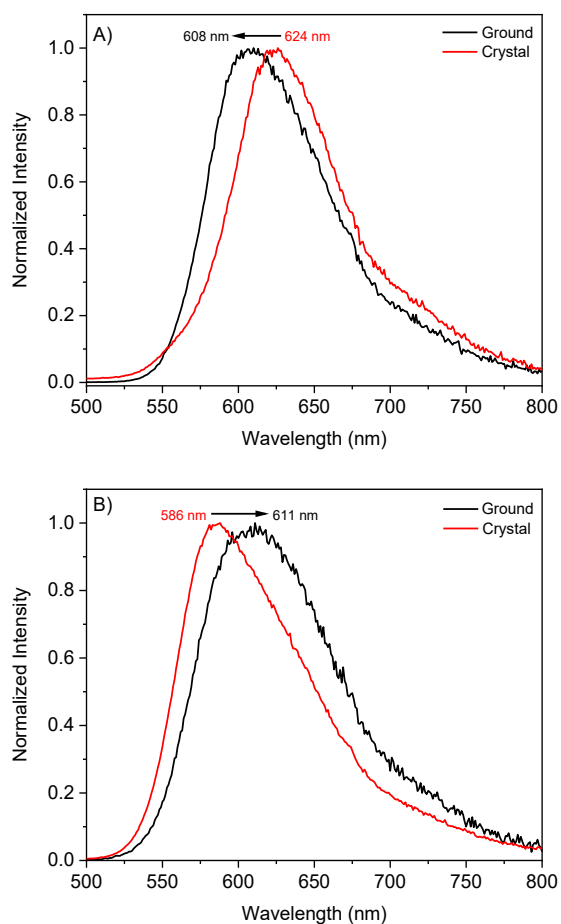 A)
608 nm
624 nm
Ground
Crystal
1.0
0.8
0.6
0.4
0.2
0.0
Normalized Intensity
500 550 600 650 700 750 800
Wavelength (nm)
B)
586 nm
611 nm
Ground
Crystal
1.0
0.8
0.6
0.4
0.2
0.0
Normalized Intensity
500 550 600 650 700 750 800
Wavelength (nm)